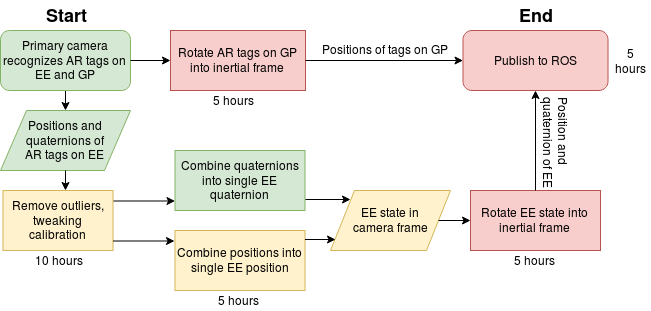 Start
End
Primary camera
recognizes AR tags on
EE and GP
Rotate AR tags on GP
into inertial frame
5 hours
Positions of tags on GP
Publish to ROS
5
hours
Positions and
quaternions of
AR tags on EE
Remove outliers,
tweaking
calibration
10 hours
Combine quaternions
into single EE
quaternion
Combine positions into
single EE position
5 hours
EE state in
camera frame
Rotate EE state into
inertial frame
5 hours
Position and
quaternion of EE